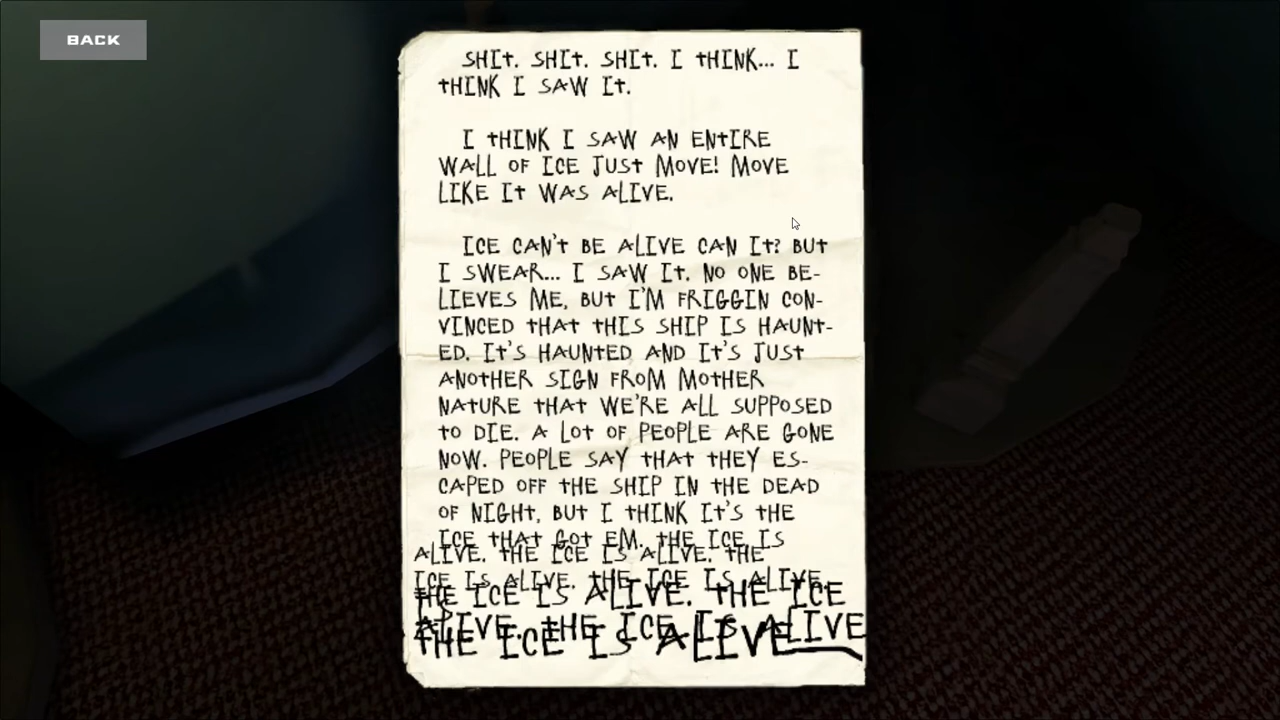 BACK
SHIT. SHIT. SHIT. I THINK... I
THINK I SAW IT.
I THINK I SAW AN ENTIRE
WALL OF ICE JUST MOVE! MOVE
LIKE IT WAS ALIVE.
ICE CAN'T BE ALIVE CAN IT? BUT
I SWEAR... I SAW IT. NO ONE BE-
LIEVES ME, BUT I'M FRIGGIN CON-
VINCED THAT THIS SHIP IS HAUNT-
ED. IT'S HAUNTED AND IT'S JUST
ANOTHER SIGN FROM MOTHER
NATURE THAT WE'RE ALL SUPPOSED
TO DIE. A LOT OF PEOPLE ARE GONE
NOW. PEOPLE SAY THAT THEY ES-
CAPED OFF THE SHIP IN THE DEAD
OF NIGHT, BUT I THINK IT'S THE
ICE THAT GOT EM. THE ICE IS
ALIVE. THE ICE IS ALIVE. THE
ICE IS ALIVE. THE ICE IS ALIVE.
THE ICE IS ALIVE. THE ICE
ALIVE. THE ICE IS ALIVE
THE ICE IS ALIVE